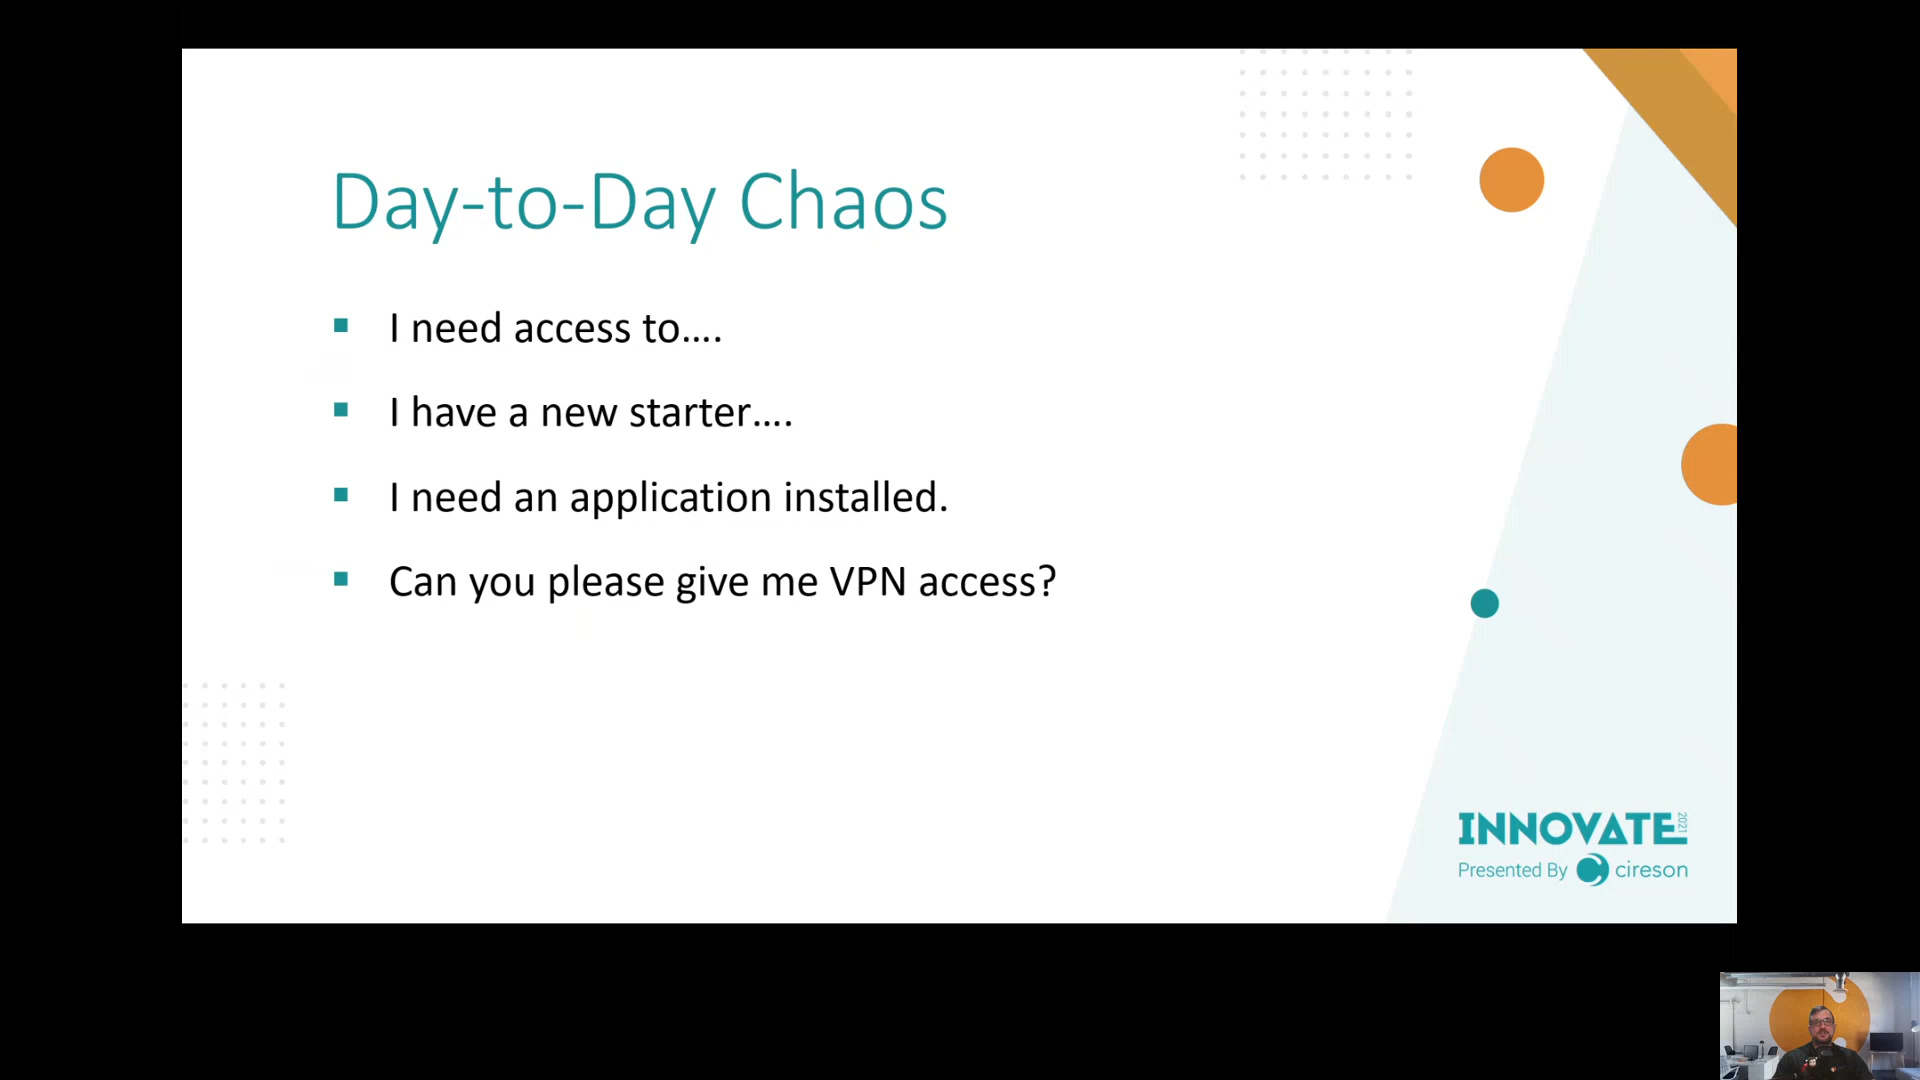 Day-to-Day Chaos
▪ I need access to....
▪ I have a new starter....
▪ I need an application installed.
▪ Can you please give me VPN access?
INNOVATE 2021
Presented By cireson